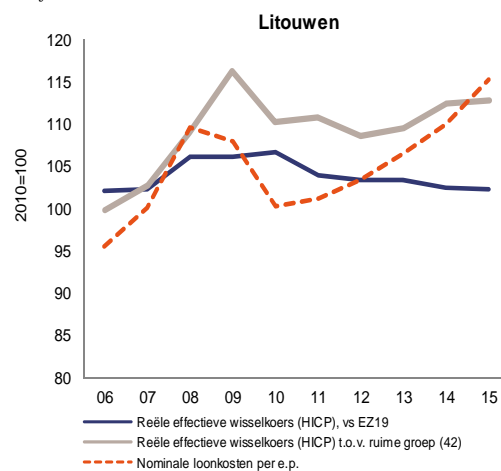 Litouwen
2010=100
120
115
110
105
100
95
90
85
80
06 07 08 09 10 11 12 13 14 15
Reële effectieve wisselkoers (HICP), vs EZ19
Reële effectieve wisselkoers (HICP) t.o.v. ruime groep (42)
Nominale loonkosten per e.p.